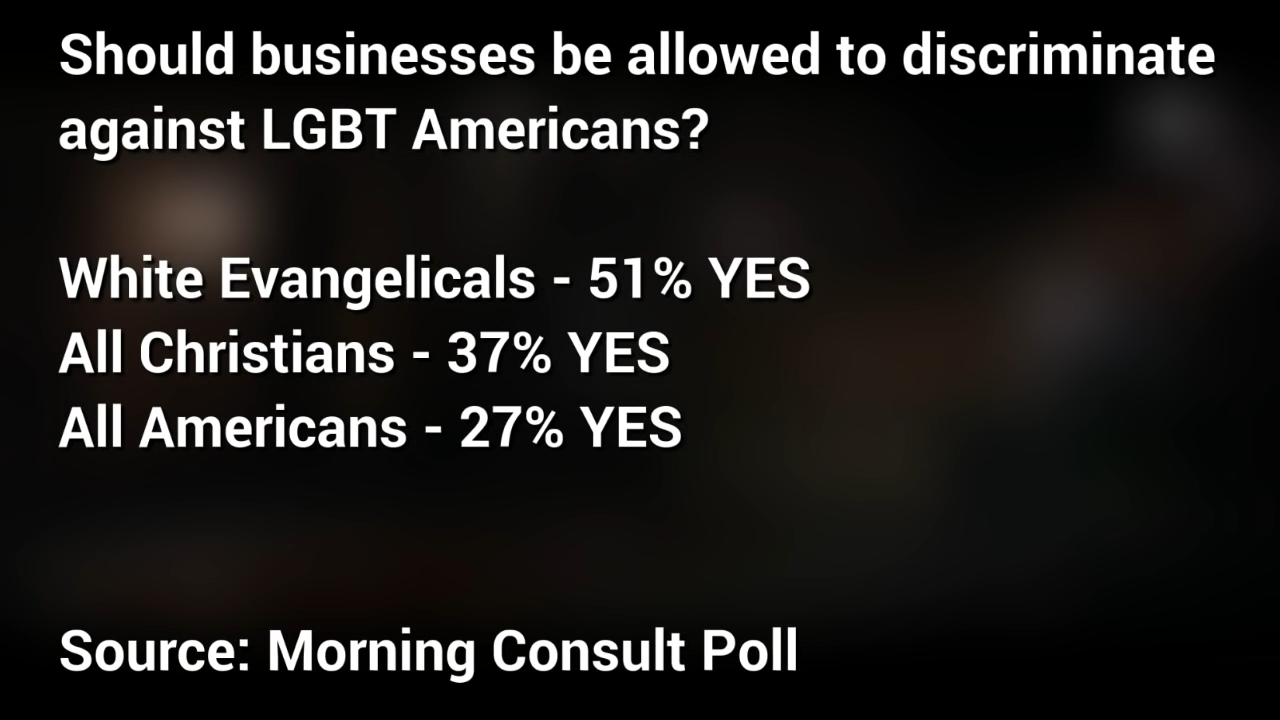 Should businesses be allowed to discriminate
against LGBT Americans?
White Evangelicals - 51% YES
All Christians - 37% YES
All Americans - 27% YES
Source: Morning Consult Poll